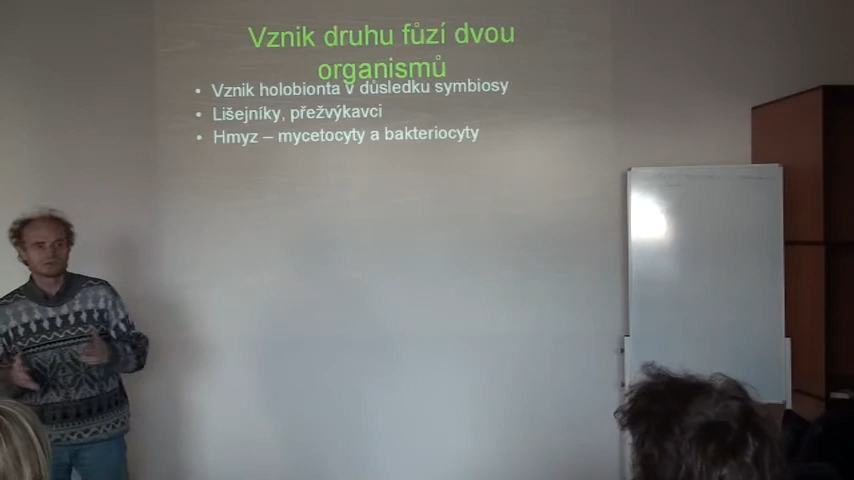 Vznik druhu fůzí dvou
organismů
• Vznik holobionta v důsledku symbiosy
• Lišejníky, přežvýkavci
• Hmyz – mycetocyty a bakteriocyty